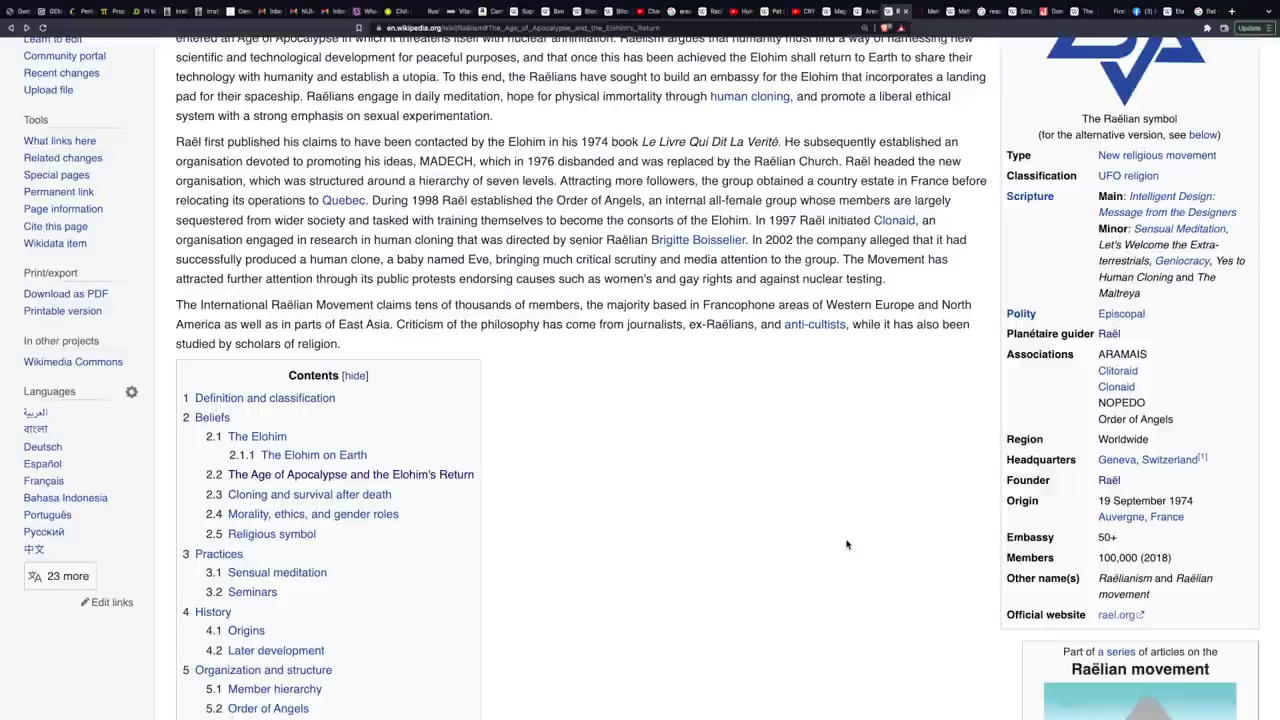 en.wikipedia.org/wiki/Raëlism#The_Age_of_Apocalypse_and_the_Elohim's_Return
Update
Learn to edit
Community portal
Recent changes
Upload file
Tools
What links here
Related changes
Special pages
Permanent link
Page information
Cite this page
Wikidata item
Print/export
Download as PDF
Printable version
In other projects
Wikimedia Commons
Languages
العربية
বাংলা
Deutsch
Español
Français
Bahasa Indonesia
Português
Русский
中文
23 more
Edit links
entered an Age of Apocalypse in which it threatens itself with nuclear annihilation. Raëlism argues that humanity must find a way of harnessing new
scientific and technological development for peaceful purposes, and that once this has been achieved the Elohim shall return to Earth to share their
technology with humanity and establish a utopia. To this end, the Raëlians have sought to build an embassy for the Elohim that incorporates a landing
pad for their spaceship. Raëlians engage in daily meditation, hope for physical immortality through human cloning, and promote a liberal ethical
system with a strong emphasis on sexual experimentation.
Raël first published his claims to have been contacted by the Elohim in his 1974 book Le Livre Qui Dit La Verité. He subsequently established an
organisation devoted to promoting his ideas, MADECH, which in 1976 disbanded and was replaced by the Raëlian Church. Raël headed the new
organisation, which was structured around a hierarchy of seven levels. Attracting more followers, the group obtained a country estate in France before
relocating its operations to Quebec. During 1998 Raël established the Order of Angels, an internal all-female group whose members are largely
sequestered from wider society and tasked with training themselves to become the consorts of the Elohim. In 1997 Raël initiated Clonaid, an
organisation engaged in research in human cloning that was directed by senior Raëlian Brigitte Boisselier. In 2002 the company alleged that it had
successfully produced a human clone, a baby named Eve, bringing much critical scrutiny and media attention to the group. The Movement has
attracted further attention through its public protests endorsing causes such as women's and gay rights and against nuclear testing.
The International Raëlian Movement claims tens of thousands of members, the majority based in Francophone areas of Western Europe and North
America as well as in parts of East Asia. Criticism of the philosophy has come from journalists, ex-Raëlians, and anti-cultists, while it has also been
studied by scholars of religion.
Contents [hide]
1 Definition and classification
2 Beliefs
2.1 The Elohim
2.1.1 The Elohim on Earth
2.2 The Age of Apocalypse and the Elohim's Return
2.3 Cloning and survival after death
2.4 Morality, ethics, and gender roles
2.5 Religious symbol
3 Practices
3.1 Sensual meditation
3.2 Seminars
4 History
4.1 Origins
4.2 Later development
5 Organization and structure
5.1 Member hierarchy
5.2 Order of Angels
The Raëlian symbol
(for the alternative version, see below)
Type New religious movement
Classification UFO religion
Scripture Main: Intelligent Design:
Message from the Designers
Minor: Sensual Meditation,
Let's Welcome the Extra-
terrestrials, Geniocracy, Yes to
Human Cloning and The
Maitreya
Polity Episcopal
Planétaire guider Raël
Associations ARAMAIS
Clitoraid
Clonaid
NOPEDO
Order of Angels
Region Worldwide
Headquarters Geneva, Switzerland[1]
Founder Raël
Origin 19 September 1974
Auvergne, France
Embassy 50+
Members 100,000 (2018)
Other name(s) Raëlianism and Raëlian
movement
Official website rael.org
Part of a series of articles on the
Raëlian movement